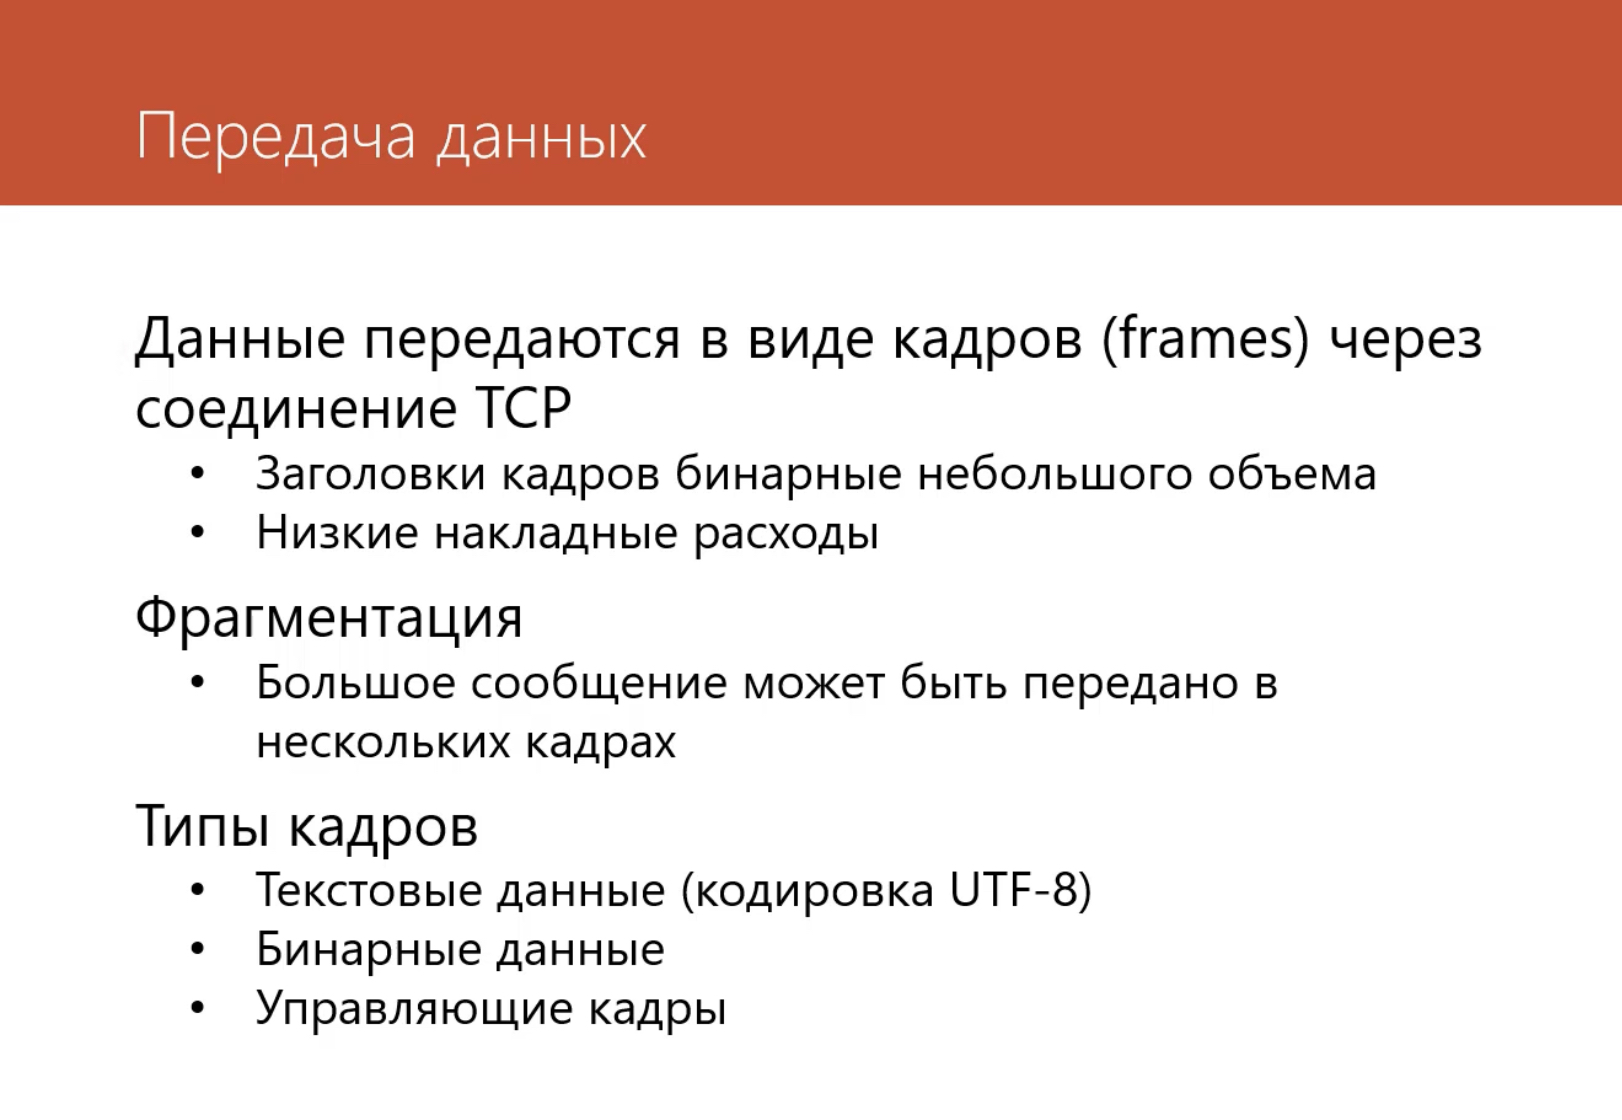 Передача данных
Данные передаются в виде кадров (frames) через
соединение TCP
• Заголовки кадров бинарные небольшого объема
• Низкие накладные расходы
Фрагментация
• Большое сообщение может быть передано в
нескольких кадрах
Типы кадров
• Текстовые данные (кодировка UTF-8)
• Бинарные данные
• Управляющие кадры